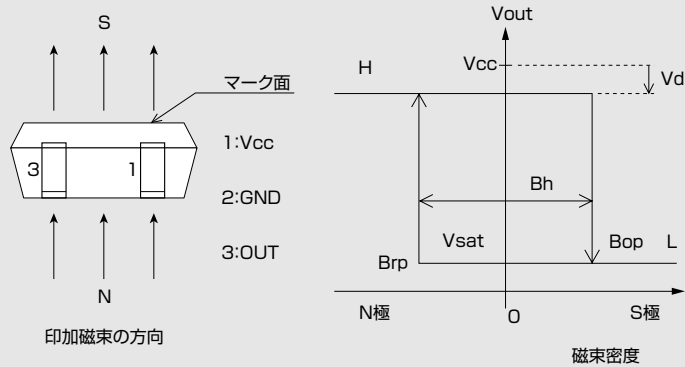 S
マーク面
3
1
1:Vcc
2:GND
3:OUT
N
印加磁束の方向
Vout
Vcc
H
Vd
Bh
Vsat
Bop
L
Brp
N極
O
S極
磁束密度